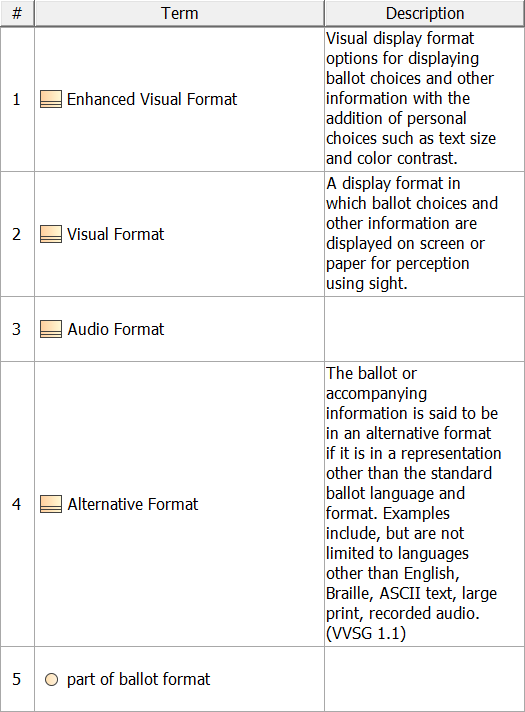 # Term Description
1 Enhanced Visual Format
Visual display format
options for displaying
ballot choices and other
information with the
addition of personal
choices such as text size
and color contrast.
2 Visual Format
A display format in
which ballot choices and
other information are
displayed on screen or
paper for perception
using sight.
3 Audio Format
4 Alternative Format
The ballot or
accompanying
information is said to be
in an alternative format
if it is in a representation
other than the standard
ballot language and
format. Examples
include, but are not
limited to languages
other than English,
Braille, ASCII text, large
print, recorded audio.
(VVSG 1.1)
5 part of ballot format